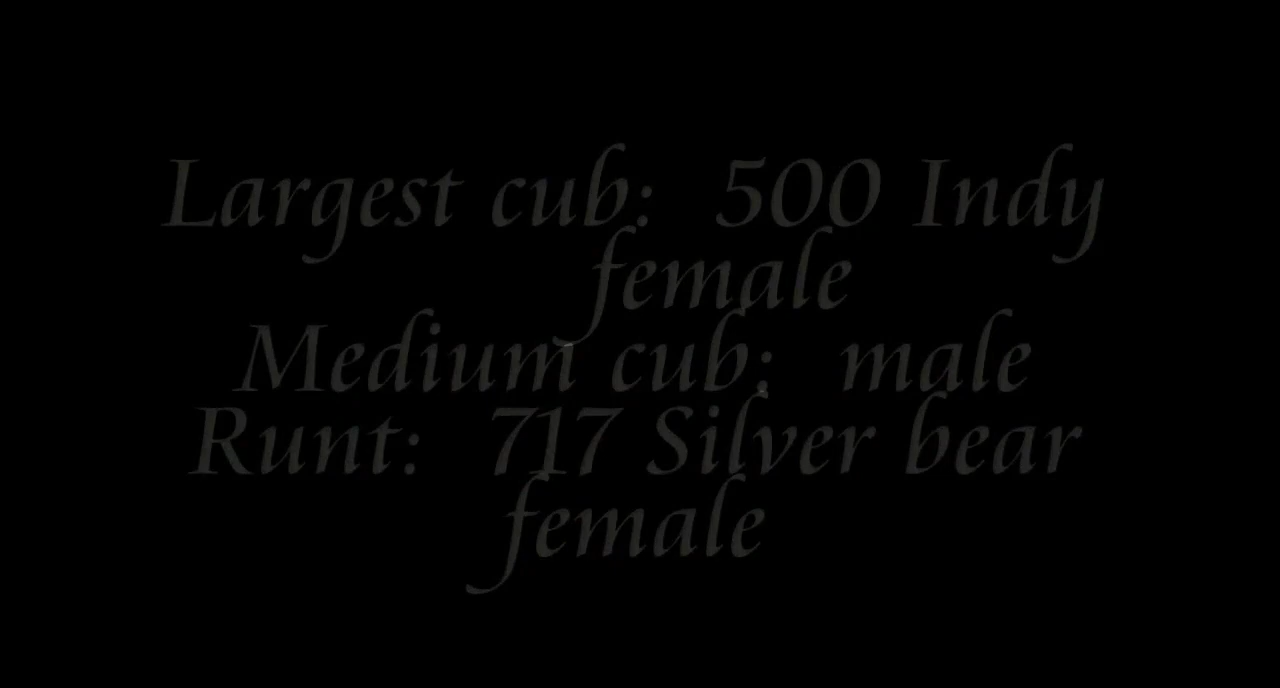 Largest cub: 500 Indy
female
Medium cub: male
Runt: 717 Silver bear
female